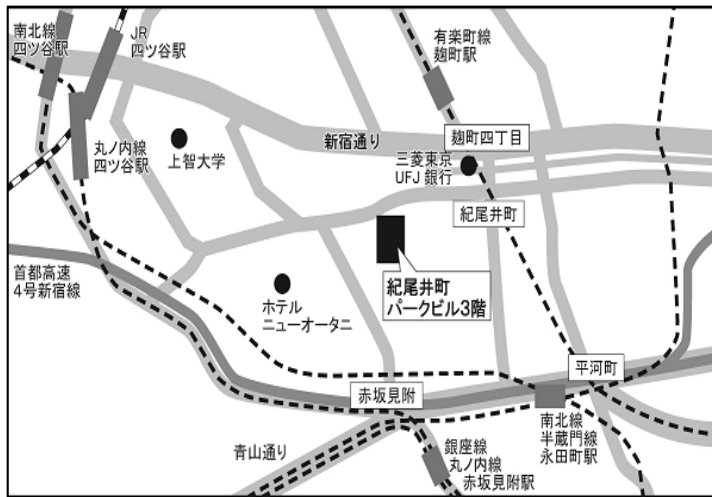 南北線
四ツ谷駅
JR
四ツ谷駅
有楽町線
麹町駅
丸ノ内線
四ツ谷駅
上智大学
新宿通り
麹町四丁目
三菱東京
UFJ 銀行
紀尾井町
首都高速
4号新宿線
ホテル
ニューオータニ
紀尾井町
パークビル3階
平河町
赤坂見附
南北線
半蔵門線
永田町駅
青山通り
銀座線
丸ノ内線
赤坂見附駅